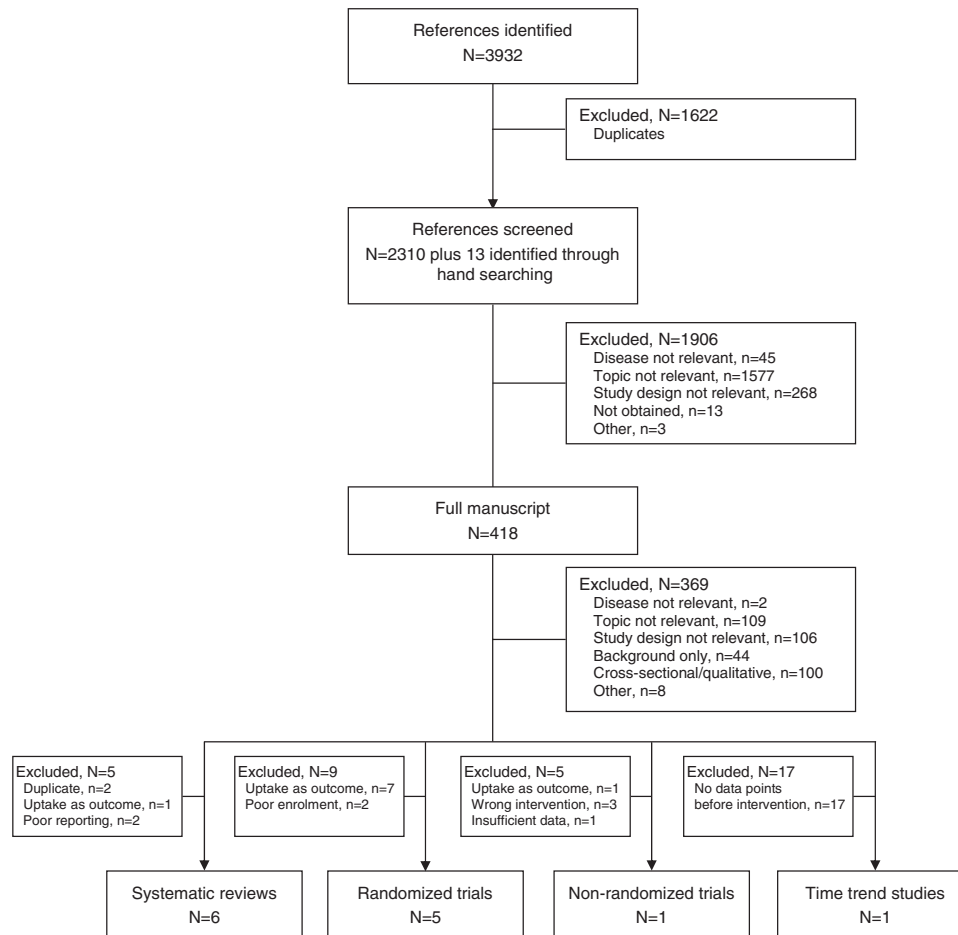 References identified
N=3932
Excluded, N=1622
Duplicates
References screened
N=2310 plus 13 identified through
hand searching
Excluded, N=1906
Disease not relevant, n=45
Topic not relevant, n=1577
Study design not relevant, n=268
Not obtained, n=13
Other, n=3
Full manuscript
N=418
Excluded, N=369
Disease not relevant, n=2
Topic not relevant, n=109
Study design not relevant, n=106
Background only, n=44
Cross-sectional/qualitative, n=100
Other, n=8
Excluded, N=5
Duplicate, n=2
Uptake as outcome, n=1
Poor reporting, n=2
Excluded, N=9
Uptake as outcome, n=7
Poor enrolment, n=2
Excluded, N=5
Uptake as outcome, n=1
Wrong intervention, n=3
Insufficient data, n=1
Excluded, N=17
No data points
before intervention, n=17
Systematic reviews
N=6
Randomized trials
N=5
Non-randomized trials
N=1
Time trend studies
N=1